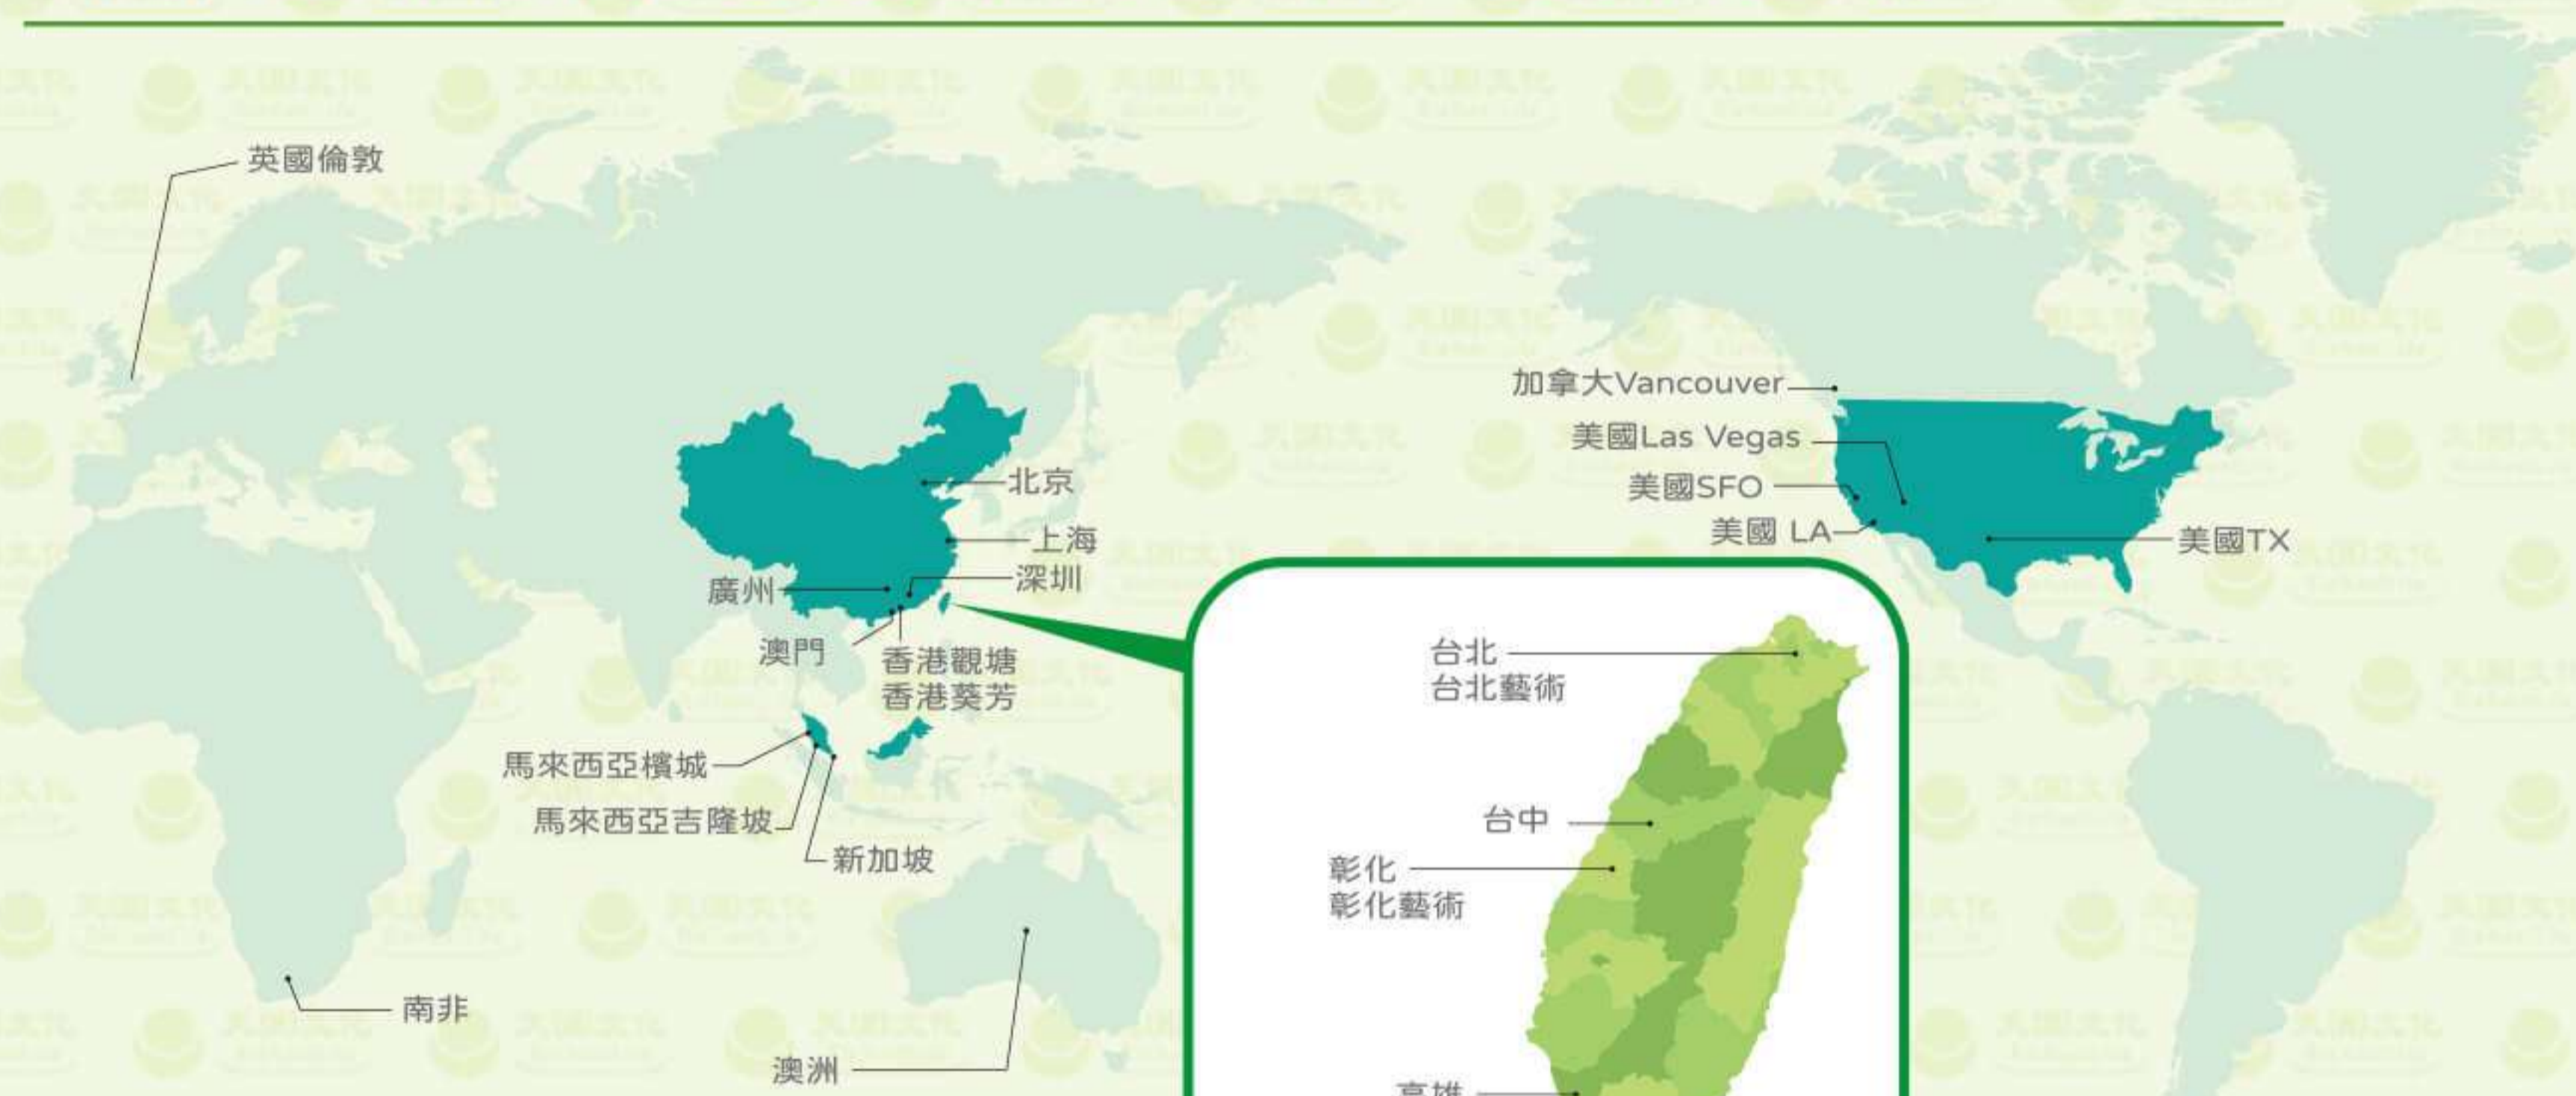 英國倫敦
加拿大Vancouver
美國Las Vegas
北京
美國SFO
美國 LA
上海
美國TX
深圳
廣州
澳門
香港觀塘
香港葵芳
台北
台北藝術
馬來西亞檳城
馬來西亞吉隆坡
台中
新加坡
彰化
彰化藝術
南非
澳洲
高雄